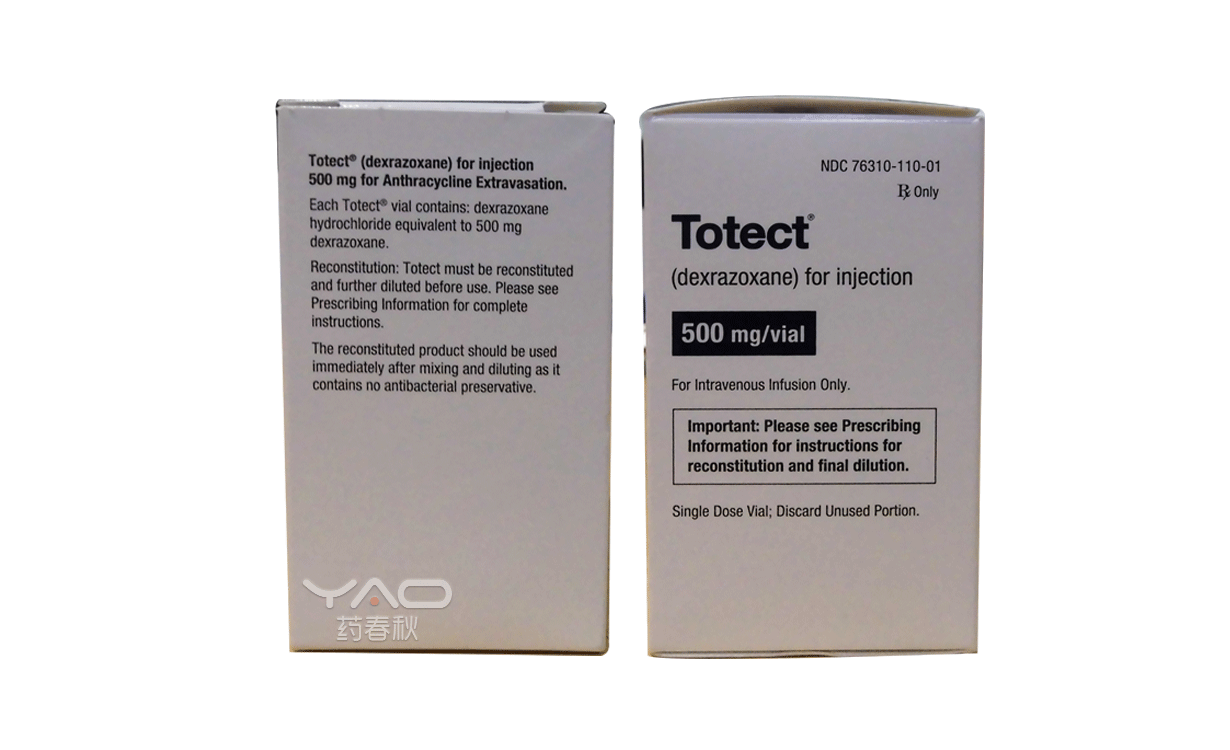 Totect® (dexrazoxane) for injection
500 mg for Anthracycline Extravasation.
Each Totect® vial contains: dexrazoxane
hydrochloride equivalent to 500 mg
dexrazoxane.
Reconstitution: Totect must be reconstituted
and further diluted before use. Please see
Prescribing Information for complete
instructions.
The reconstituted product should be used
immediately after mixing and diluting as it
contains no antibacterial preservative.
YAO
药春秋
NDC 76310-110-01
℞ Only
Totect®
(dexrazoxane) for injection
500 mg/vial
For Intravenous Infusion Only.
Important: Please see Prescribing
Information for instructions for
reconstitution and final dilution.
Single Dose Vial; Discard Unused Portion.